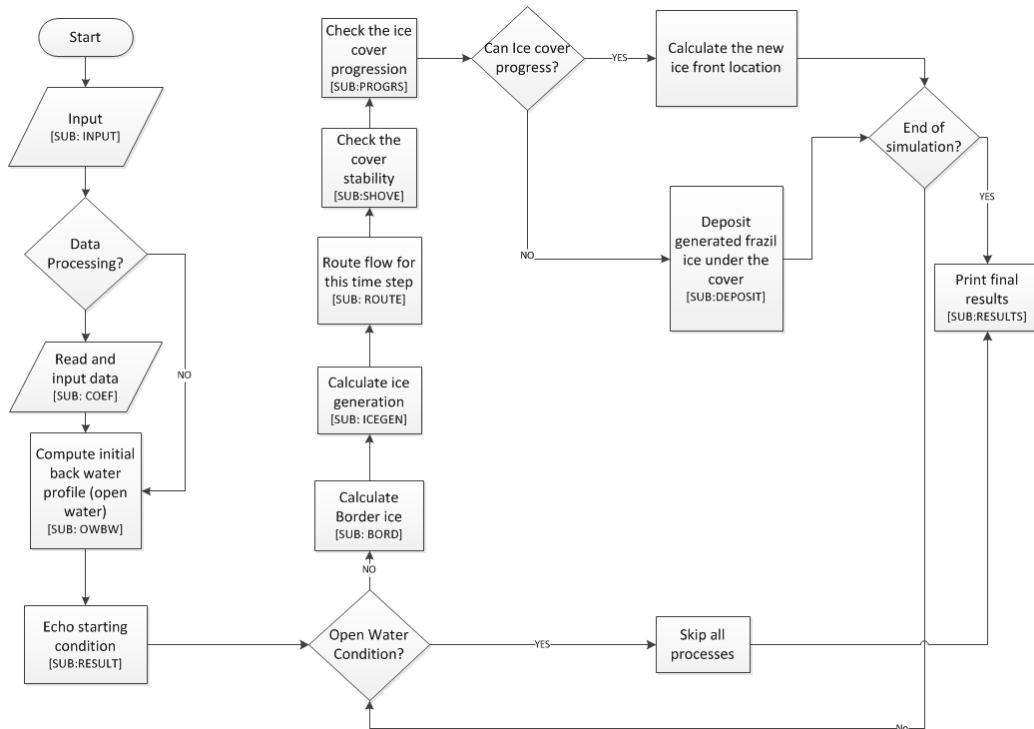 Start
Input
[SUB: INPUT]
Data
Processing?
NO
Read and
input data
[SUB: COEF]
Compute initial
back water
profile (open
water)
[SUB: OWBW]
Echo starting
condition
[SUB:RESULT]
Open Water
Condition?
NO
YES
Skip all
processes
Calculate
Border ice
[SUB: BORD]
Calculate ice
generation
[SUB: ICEGEN]
Route flow for
this time step
[SUB: ROUTE]
Check the
cover
stability
[SUB:SHOVE]
Check the ice
cover
progression
[SUB:PROGRS]
Can Ice cover
progress?
YES
NO
Calculate the new
ice front location
Deposit
generated frazil
ice under the
cover
[SUB:DEPOSIT]
End of
simulation?
YES
No
Print final
results
[SUB:RESULTS]